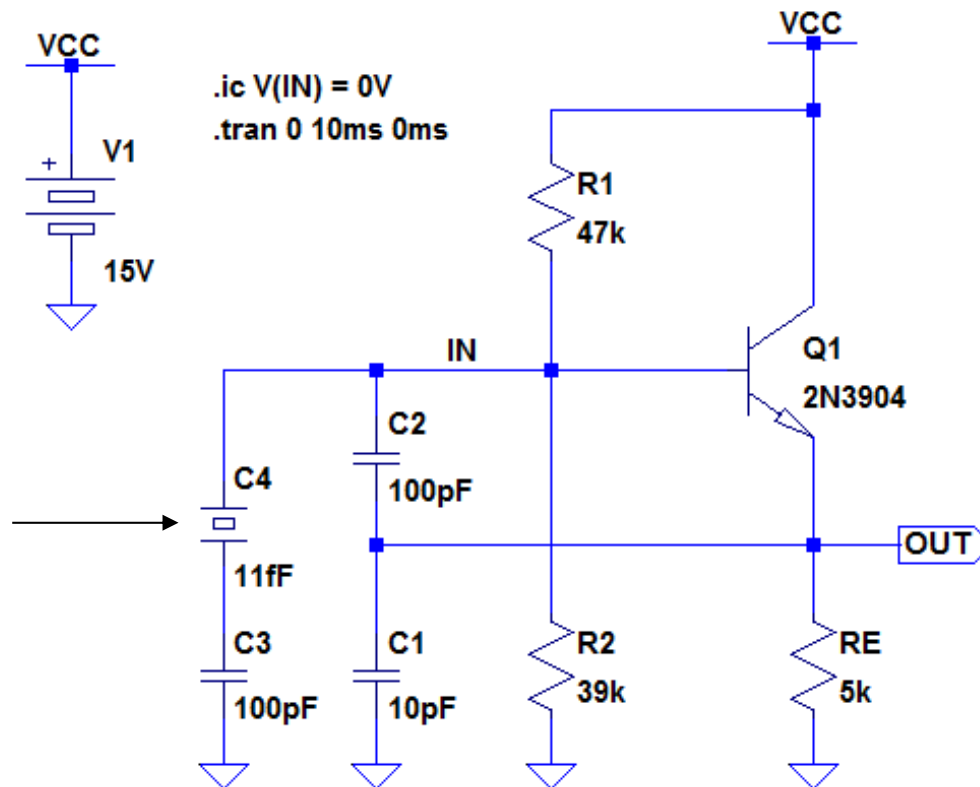 VCC
VCC
.ic V(IN) = 0V
.tran 0 10ms 0ms
V1
+
15V
R1
47k
IN
Q1
2N3904
C2
100pF
C4
11fF
OUT
C3
100pF
C1
10pF
R2
39k
RE
5k